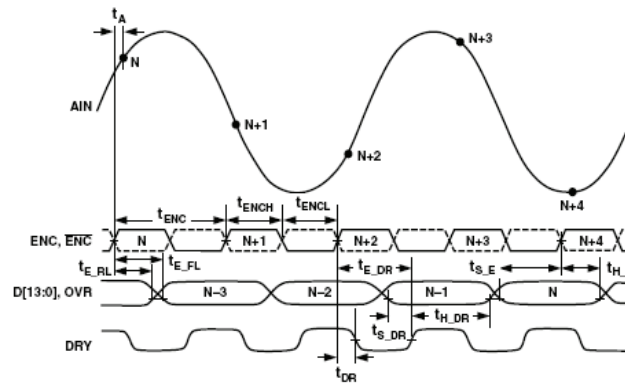 tA
N
N+3
AIN
N+1
N+2
N+4
tENC tENCH tENCL
ENC, ENC N N+1 N+2 N+3 N+4
tE_RL tE_FL tE_DR tS_E tH_
D[13:0], OVR N–3 N–2 N–1 N
tS_DR tH_DR
DRY
tDR